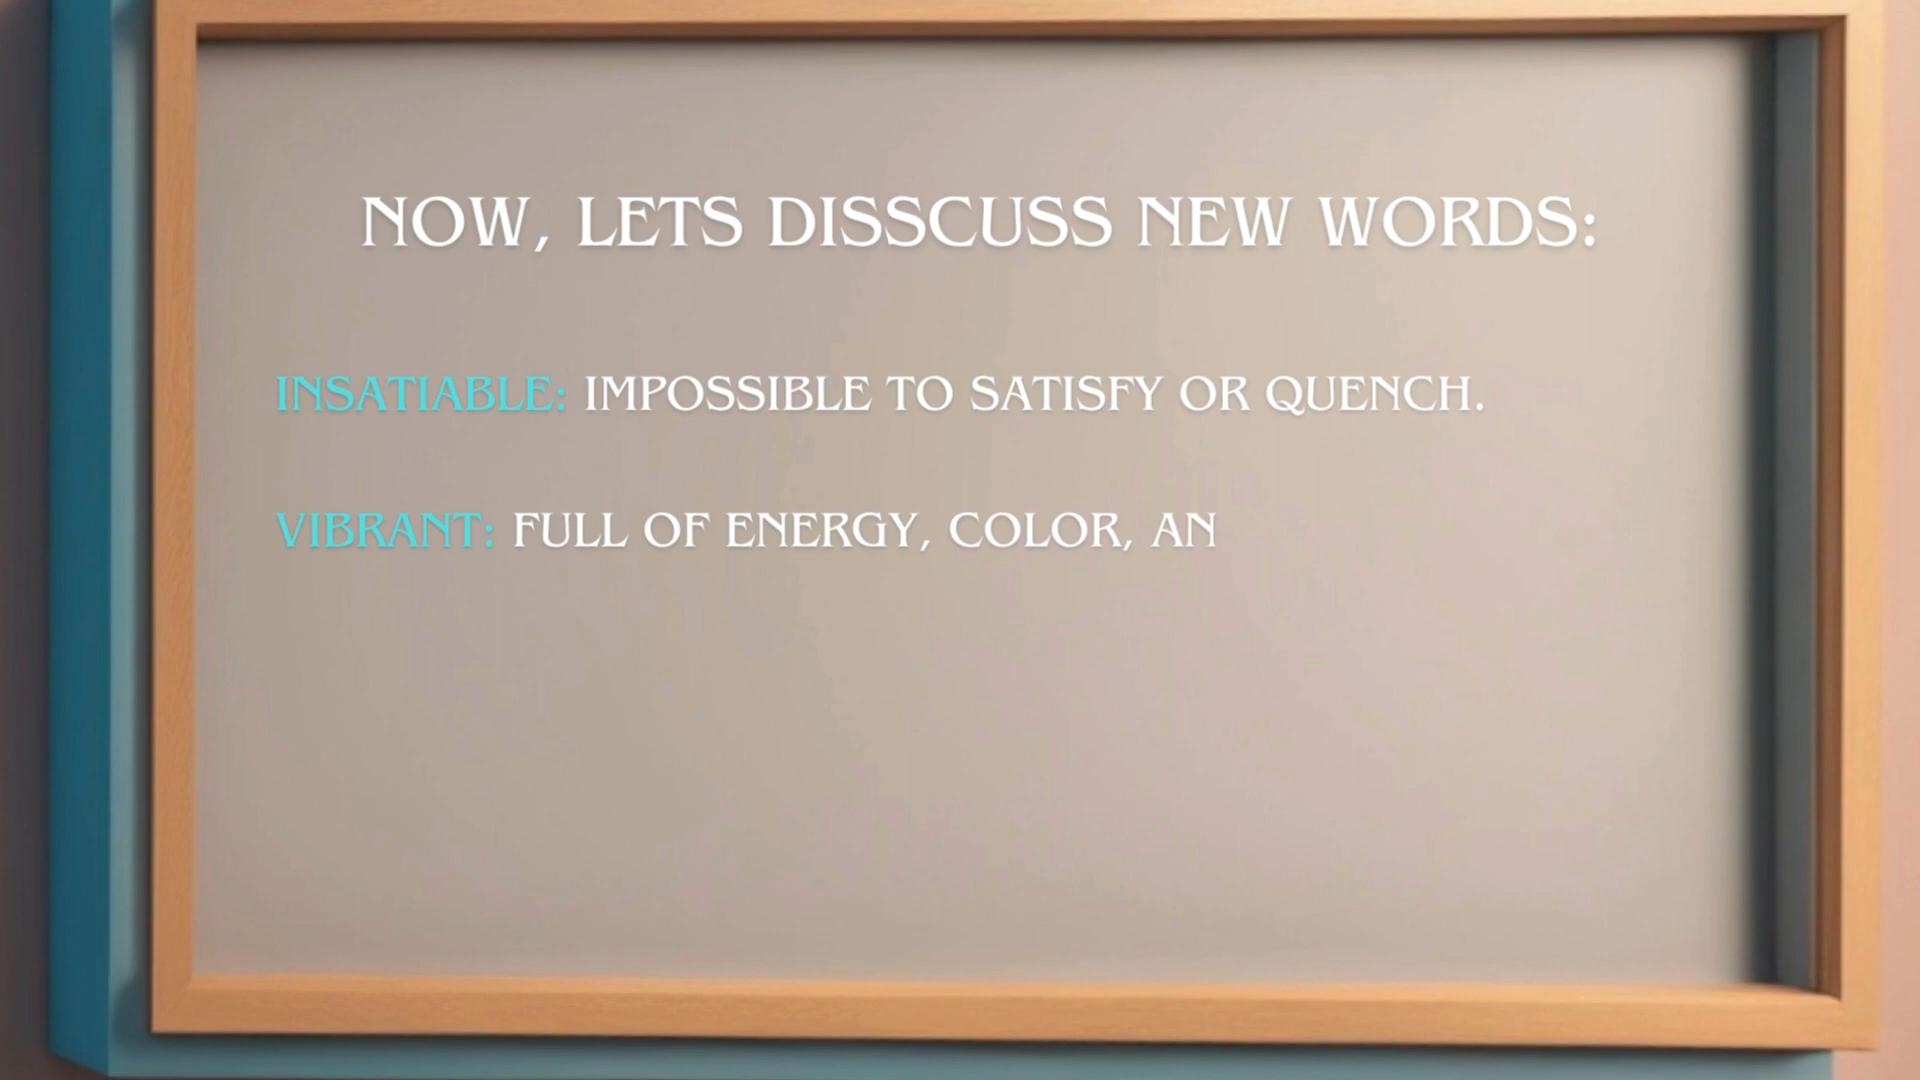 NOW, LETS DISSCUSS NEW WORDS:
INSATIABLE: IMPOSSIBLE TO SATISFY OR QUENCH.
VIBRANT: FULL OF ENERGY, COLOR, AN